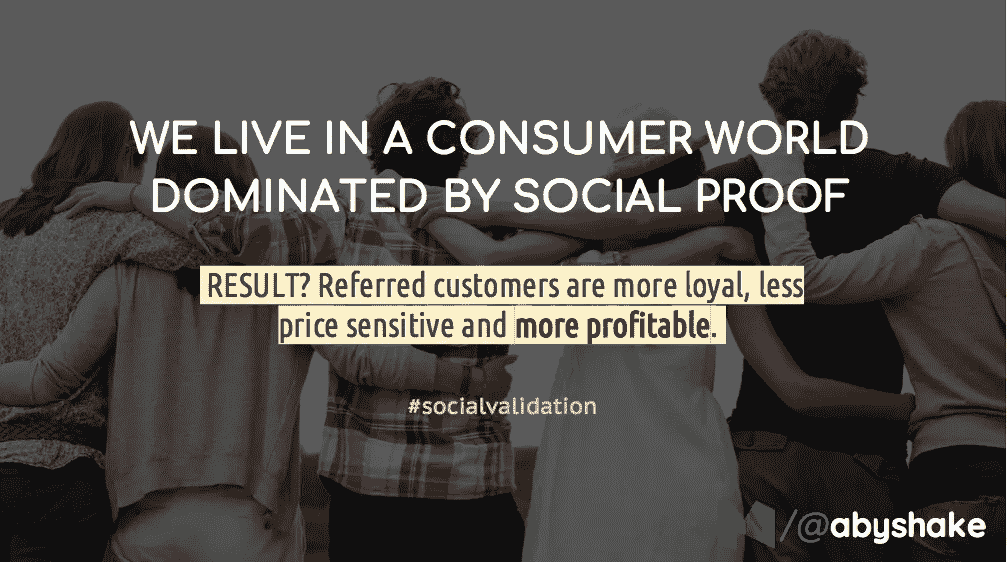 WE LIVE IN A CONSUMER WORLD
DOMINATED BY SOCIAL PROOF
RESULT? Referred customers are more loyal, less
price sensitive and more profitable.
#socialvalidation
/@abyshake